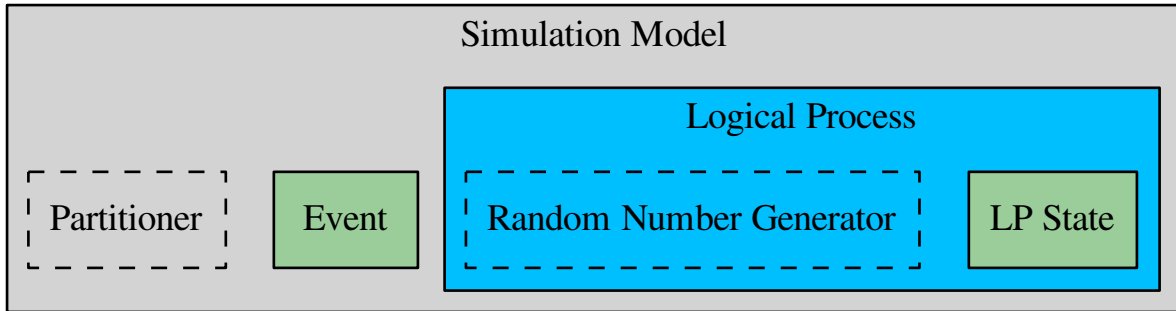 Simulation Model
Logical Process
Partitioner
Event
Random Number Generator
LP State